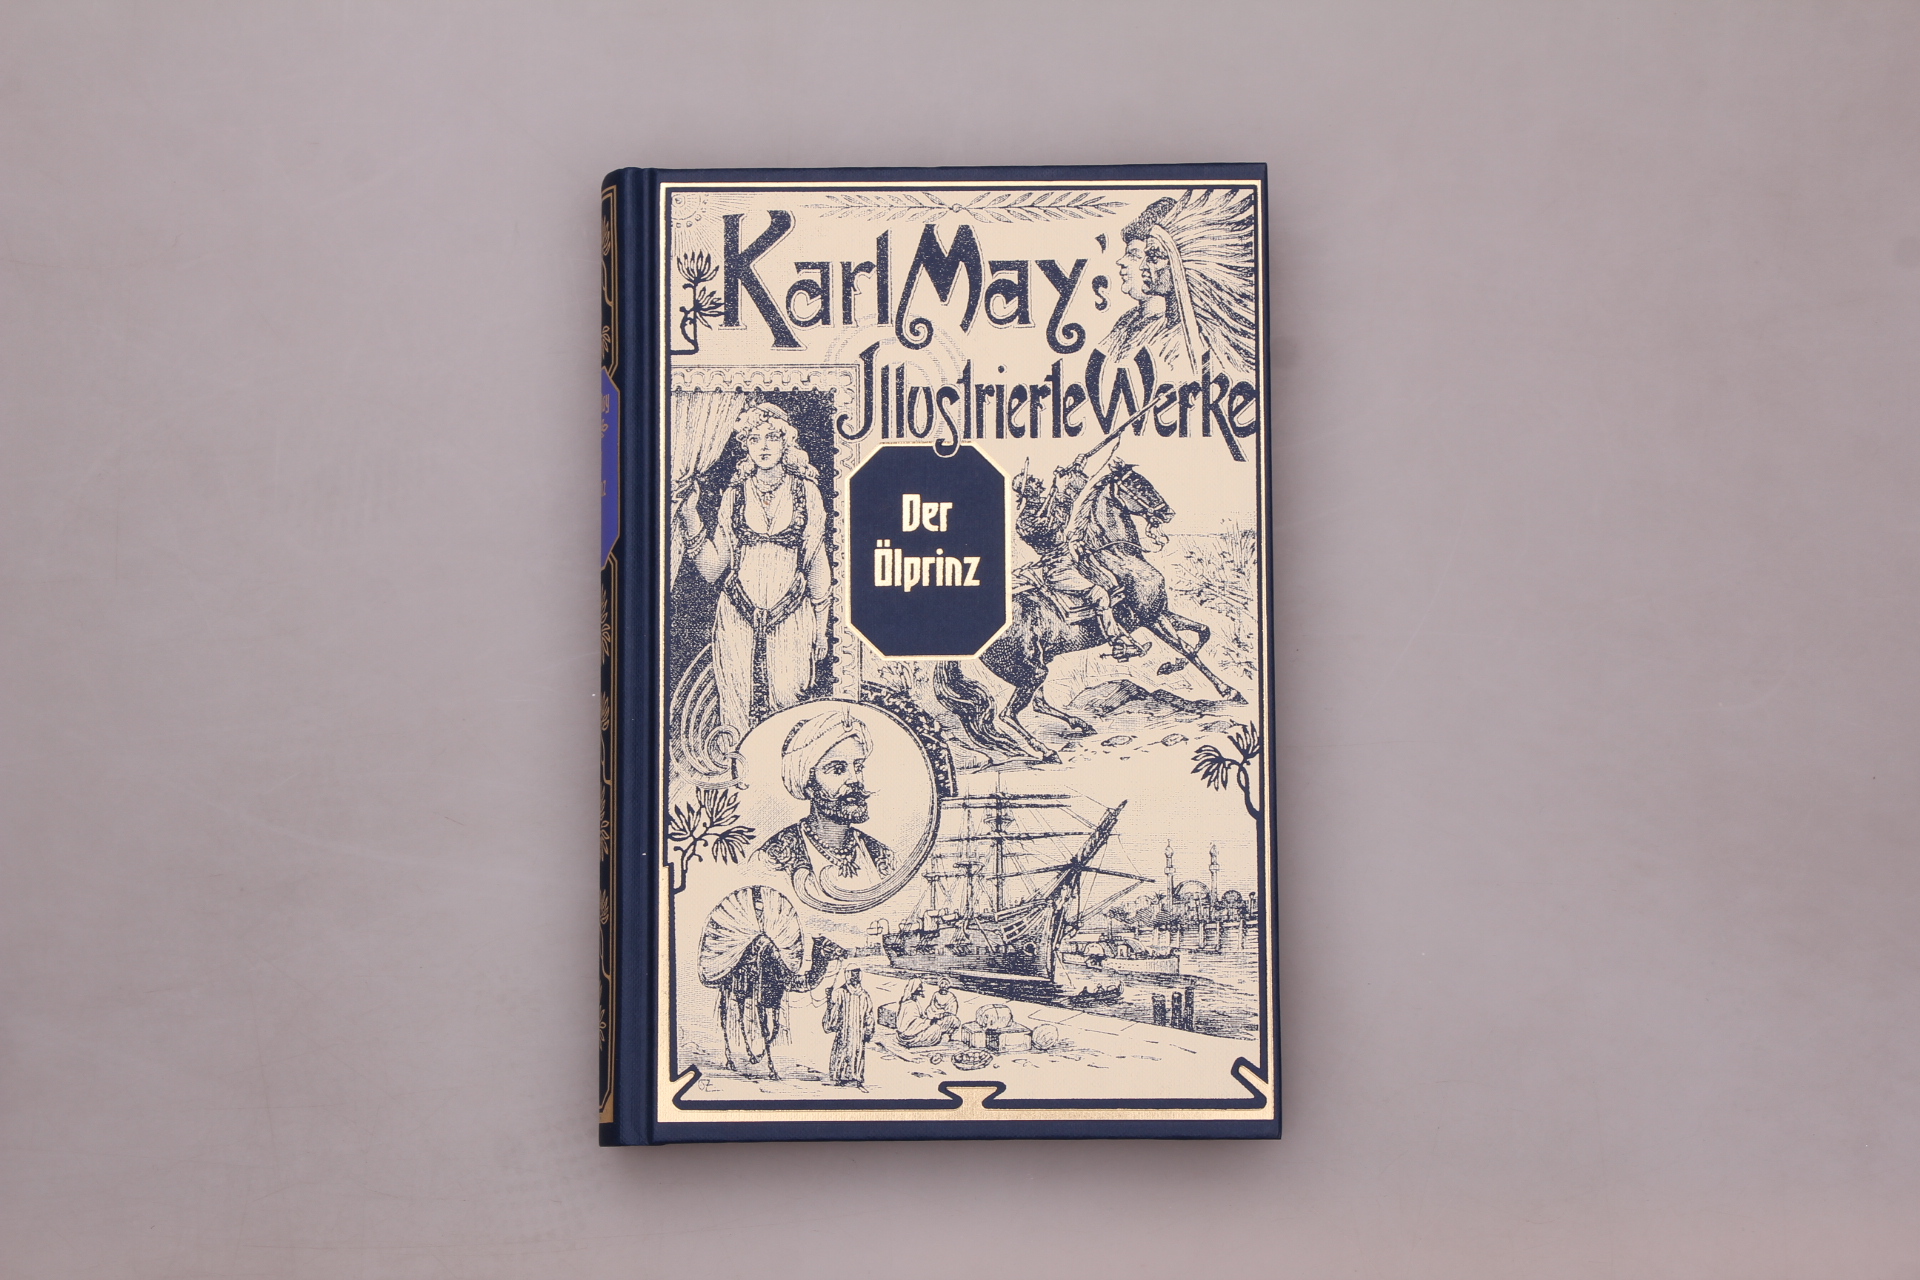 Karl May's
Illustrierte Werke
Der
Ölprinz